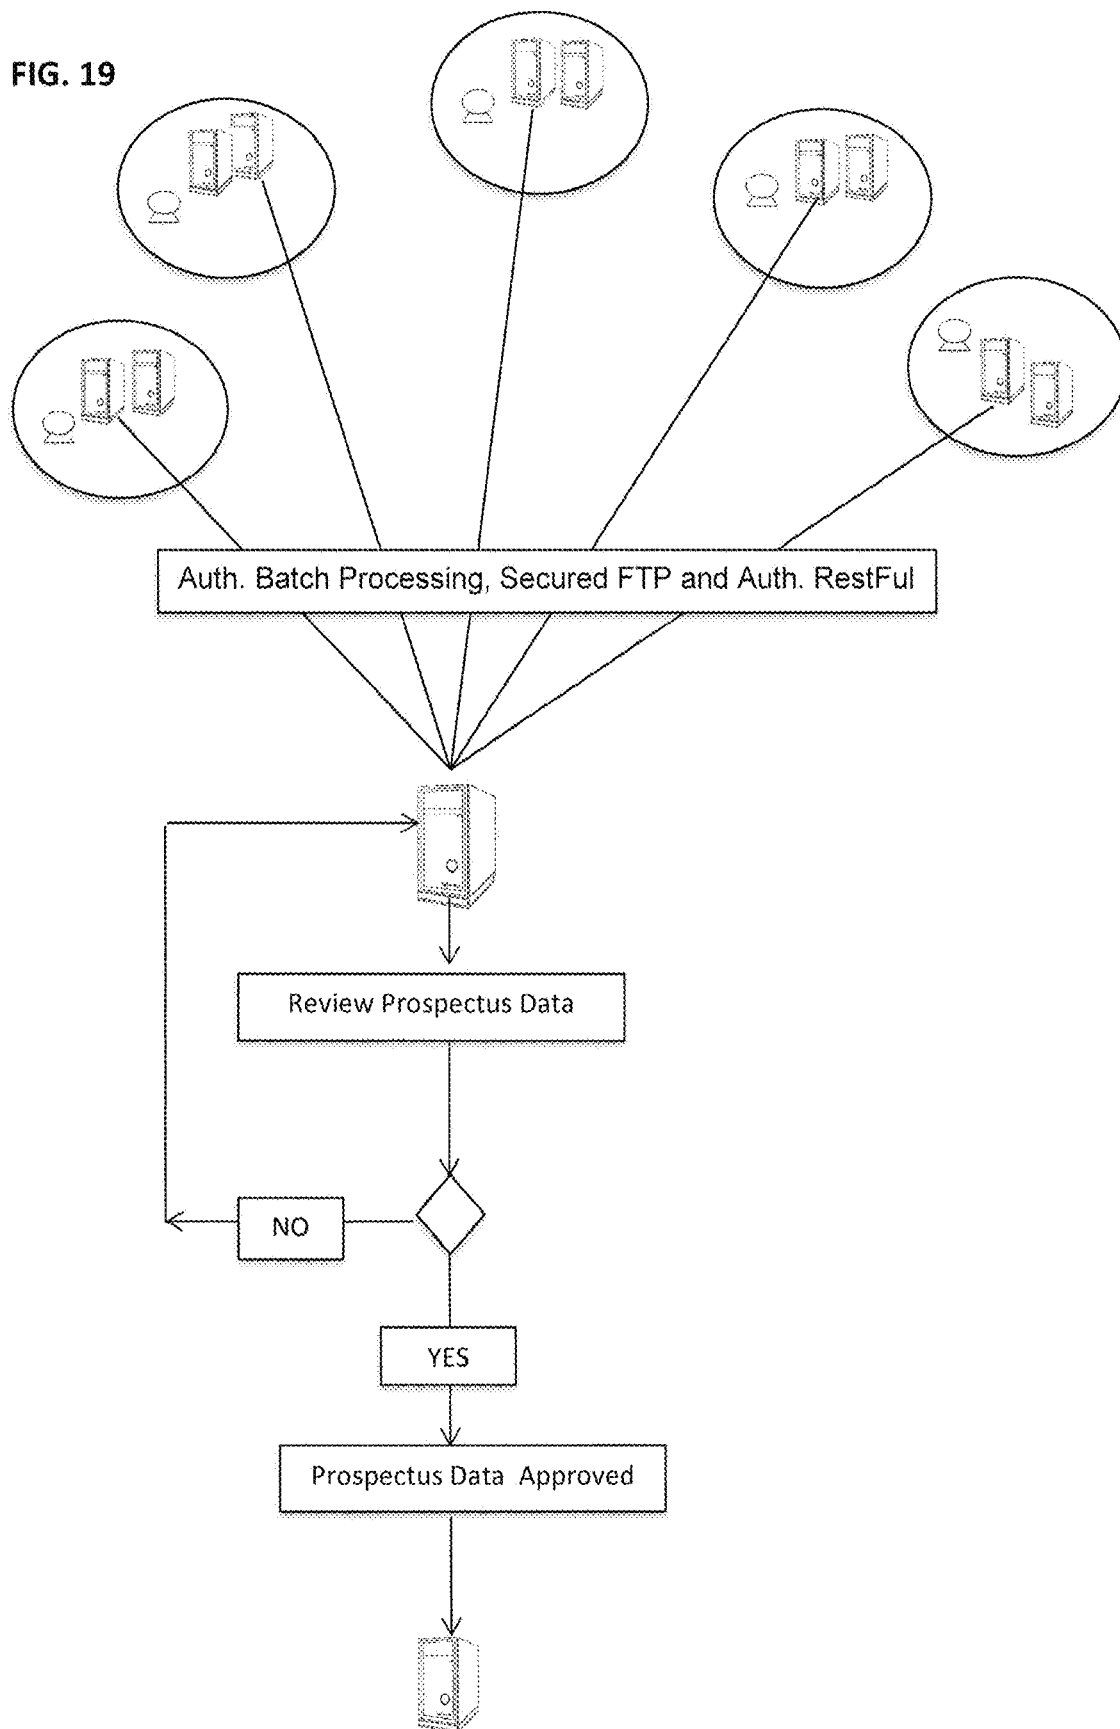 FIG. 19
Auth. Batch Processing, Secured FTP and Auth. RestFul
Review Prospectus Data
NO
YES
Prospectus Data Approved